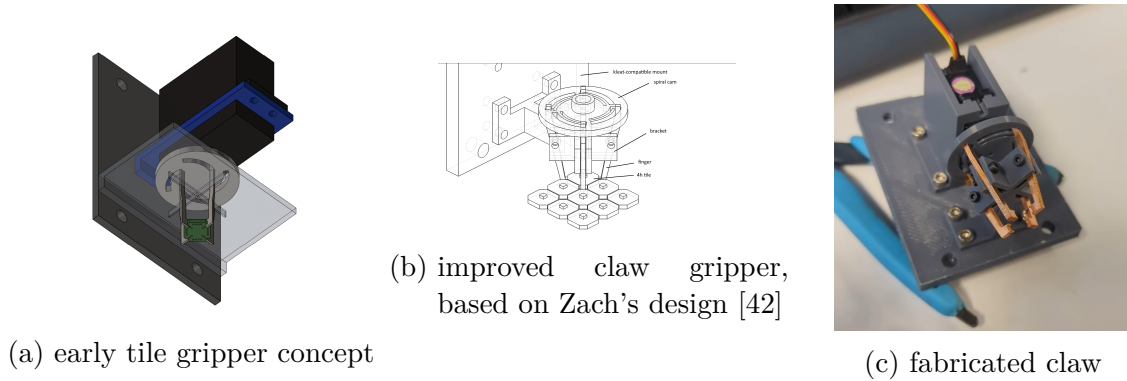 kleat-compatible mount
spiral cam
bracket
finger
4h tile
(a) early tile gripper concept
(b) improved claw gripper,
based on Zach's design [42]
(c) fabricated claw